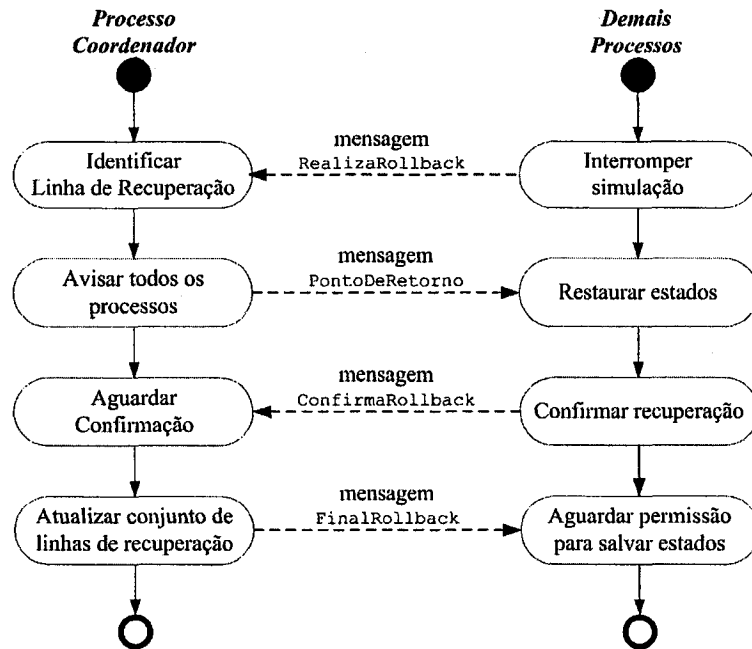 Processo
Coordenador
Demais
Processos
Identificar
Linha de Recuperação
mensagem
RealizaRollback
Interromper
simulação
Avisar todos os
processos
mensagem
PontoDeRetorno
Restaurar estados
Aguardar
Confirmação
mensagem
ConfirmaRollback
Confirmar recuperação
Atualizar conjunto de
linhas de recuperação
mensagem
FinalRollback
Aguardar permissão
para salvar estados